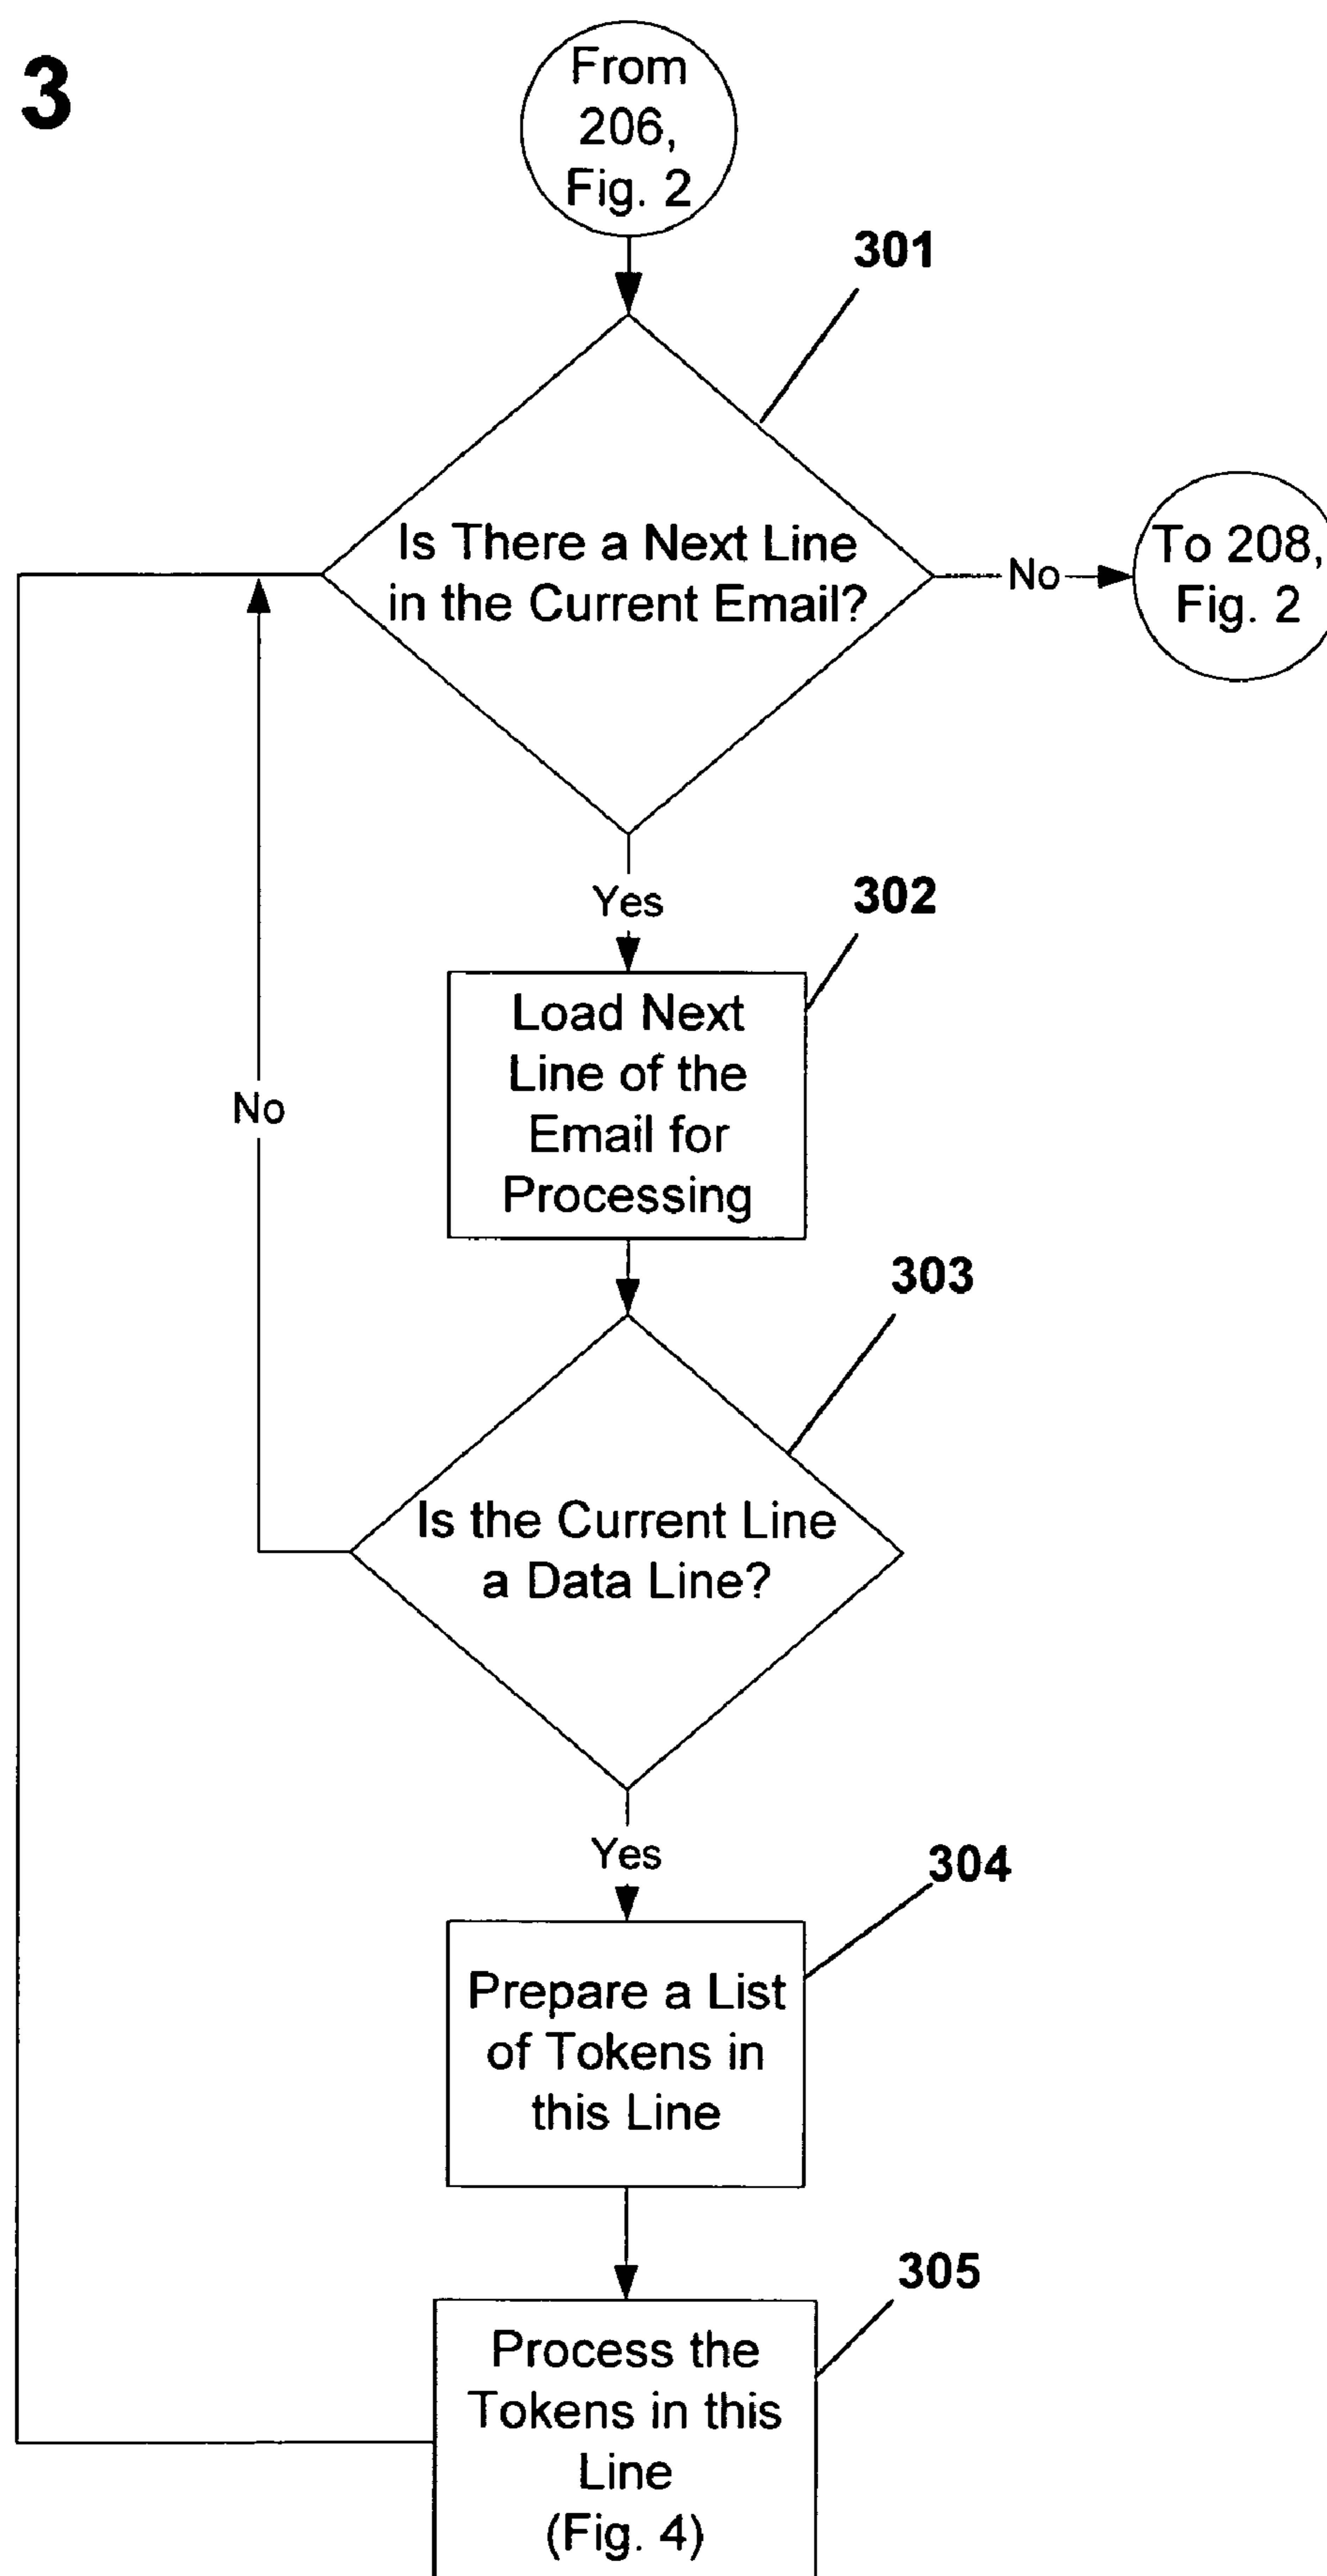 3
From
206,
Fig. 2
301
Is There a Next Line
in the Current Email?
No
To 208,
Fig. 2
Yes
302
Load Next
Line of the
Email for
Processing
No
303
Is the Current Line
a Data Line?
Yes
304
Prepare a List
of Tokens in
this Line
305
Process the
Tokens in this
Line
(Fig. 4)